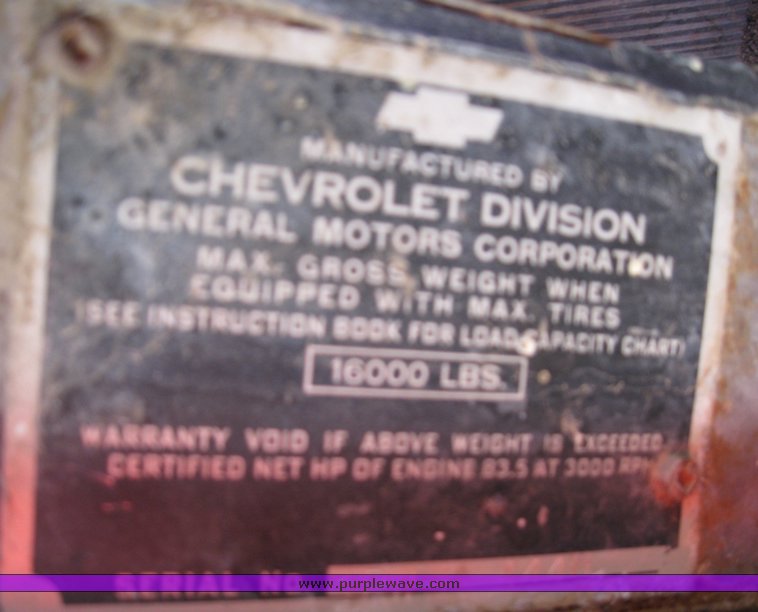 MANUFACTURED BY
CHEVROLET DIVISION
GENERAL MOTORS CORPORATION
MAX. GROSS WEIGHT WHEN
EQUIPPED WITH MAX. TIRES
(SEE INSTRUCTION BOOK FOR LOAD CAPACITY CHART)
16000 LBS.
WARRANTY VOID IF ABOVE WEIGHT IS EXCEEDED
CERTIFIED NET HP OF ENGINE 83.5 AT 3000 RPM
SERIAL
www.purplewave.com